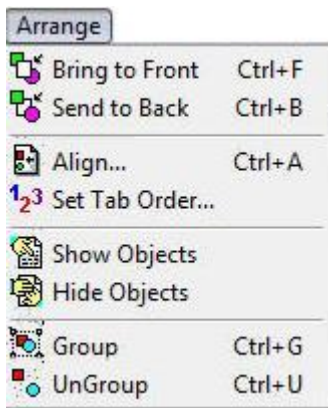 Arrange
Bring to Front Ctrl+F
Send to Back Ctrl+B
Align... Ctrl+A
123 Set Tab Order...
Show Objects
Hide Objects
Group Ctrl+G
UnGroup Ctrl+U